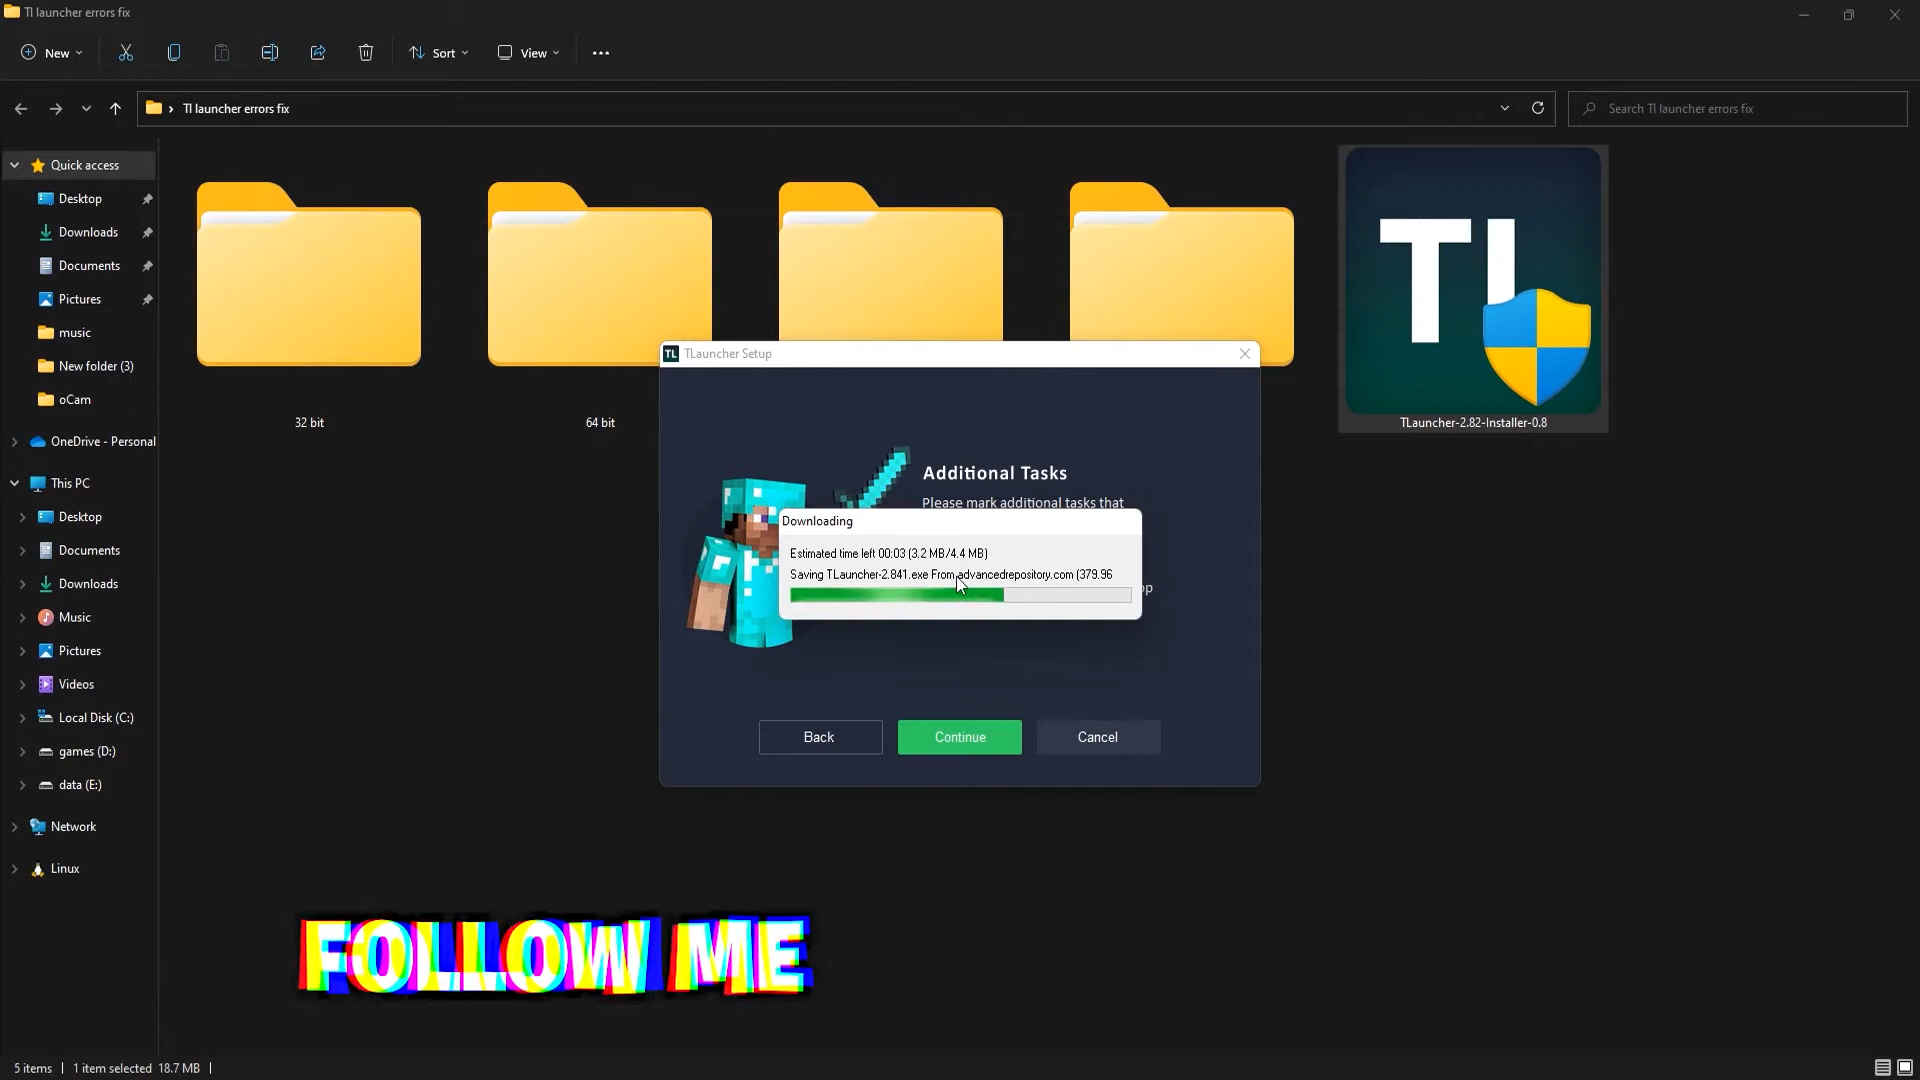 Tl launcher errors fix
New
Sort
View
Tl launcher errors fix
Search Tl launcher errors fix
Quick access
Desktop
Downloads
Documents
Pictures
music
New folder (3)
oCam
OneDrive - Personal
This PC
Desktop
Documents
Downloads
Music
Pictures
Videos
Local Disk (C:)
games (D:)
data (E:)
Network
Linux
32 bit
64 bit
TL
TLauncher-2.82-Installer-0.8
TL
TLauncher Setup
Additional Tasks
Please mark additional tasks that
Downloading
Estimated time left 00:03 (3.2 MB/4.4 MB)
Saving TLauncher-2.841.exe From advancedrepository.com (379.96
op
Back
Continue
Cancel
FOLLOW ME
5 items
1 item selected 18.7 MB